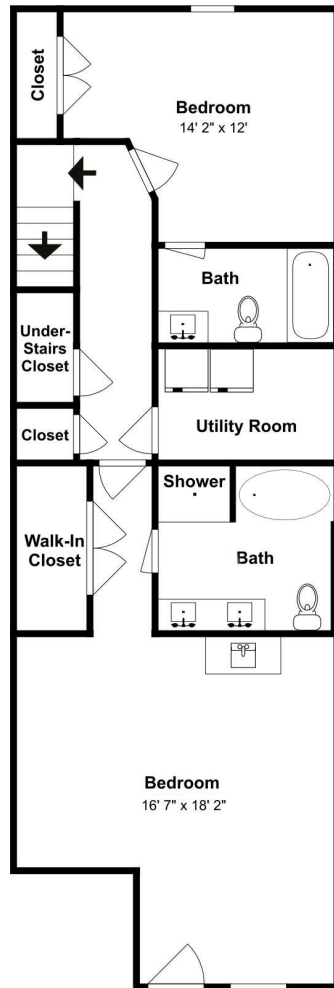 Closet
Bedroom
14' 2" x 12'
Bath
Under-
Stairs
Closet
Closet
Utility Room
Shower
Walk-In
Closet
Bath
Bedroom
16' 7" x 18' 2"